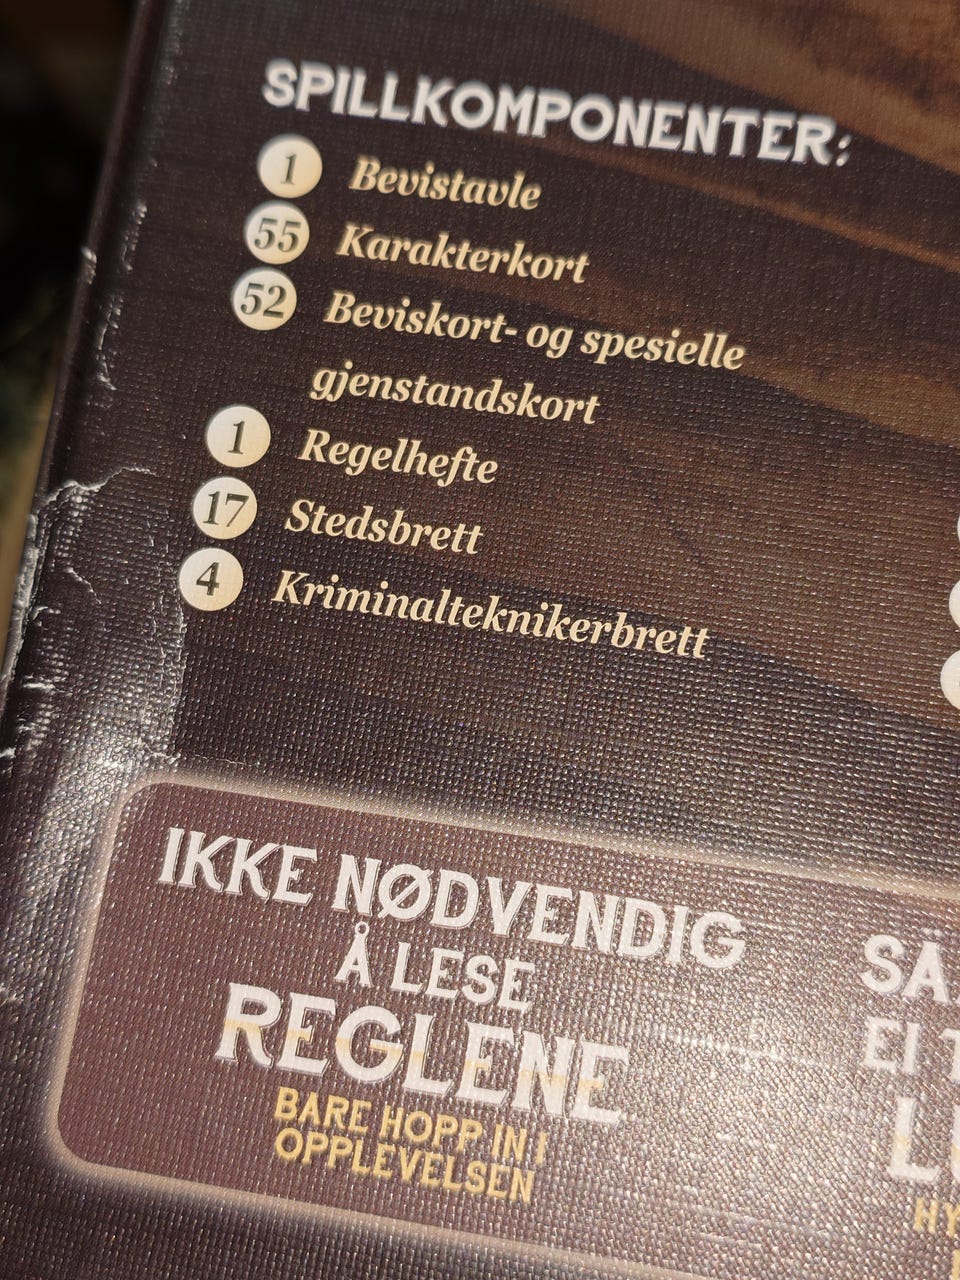 SPILLKOMPONENTER:
1 Bevistavle
55 Karakterkort
52 Beviskort- og spesielle
gjenstandskort
1 Regelhefte
17 Stedsbrett
4 Kriminalteknikerbrett
IKKE NØDVENDIG
Å LESE
REGLENE
BARE HOPP IN I
OPPLEVELSEN
EI